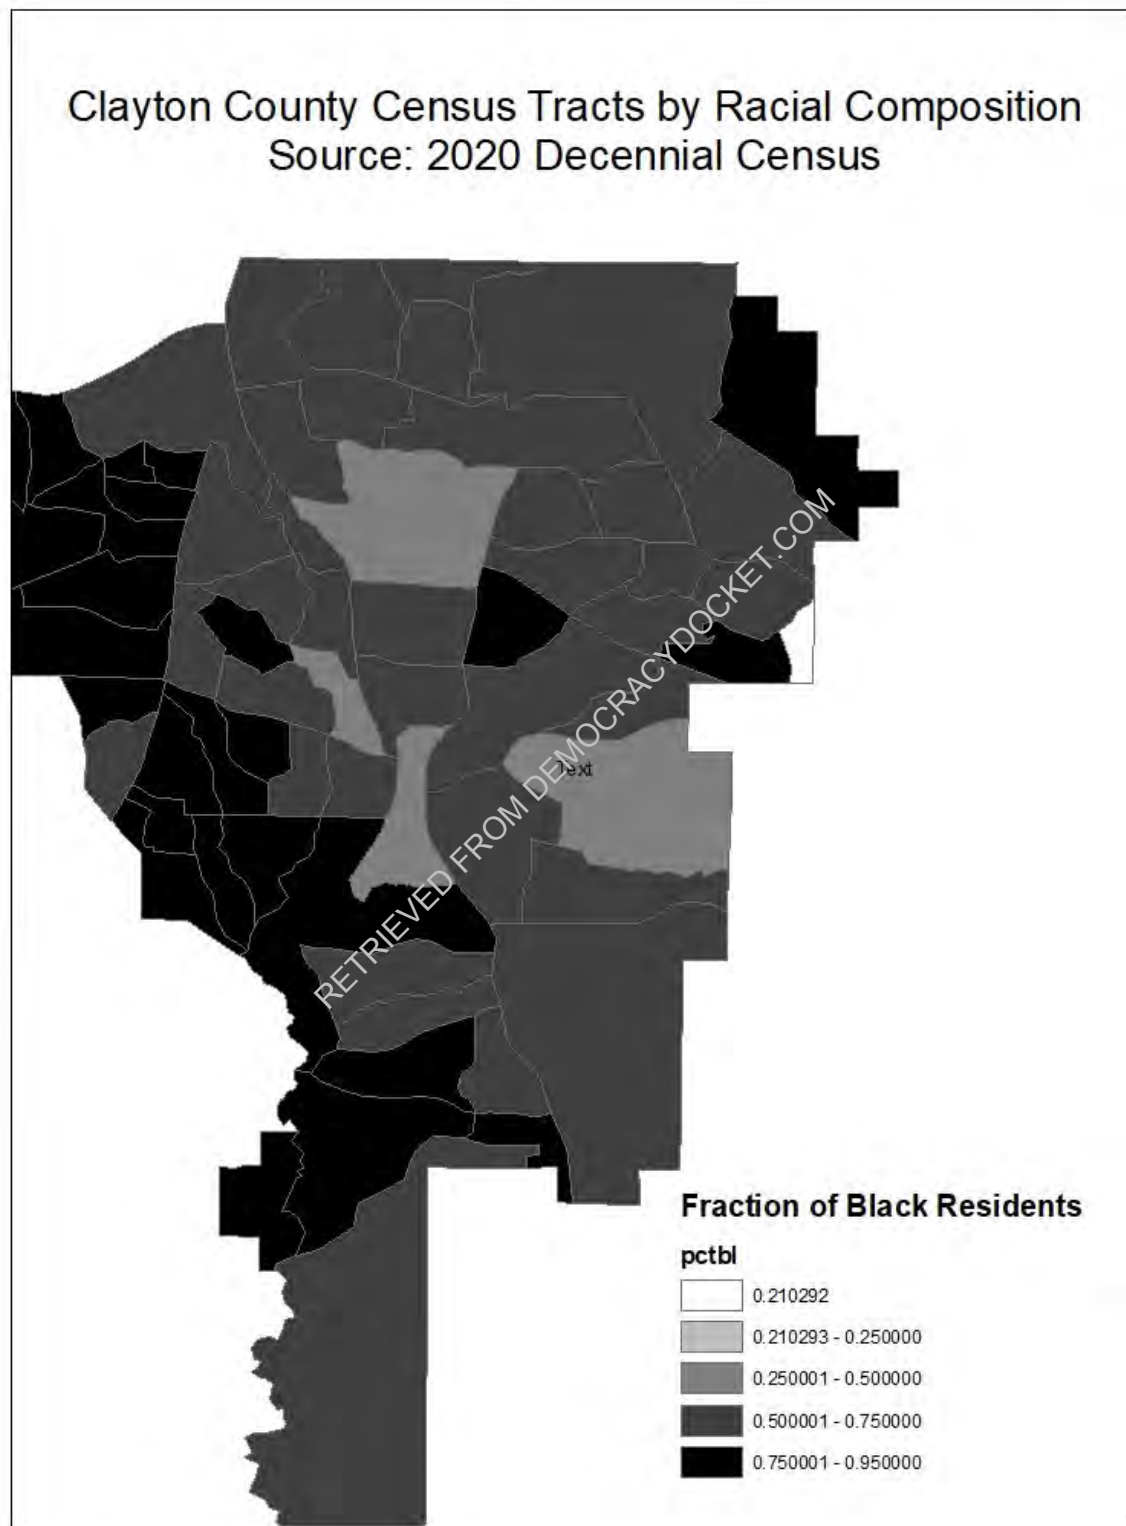 Clayton County Census Tracts by Racial Composition
Source: 2020 Decennial Census
Text
RETRIEVED FROM DEMOCRACYDOCKET.COM
Fraction of Black Residents
pctbl
0.210292
0.210293 - 0.250000
0.250001 - 0.500000
0.500001 - 0.750000
0.750001 - 0.950000